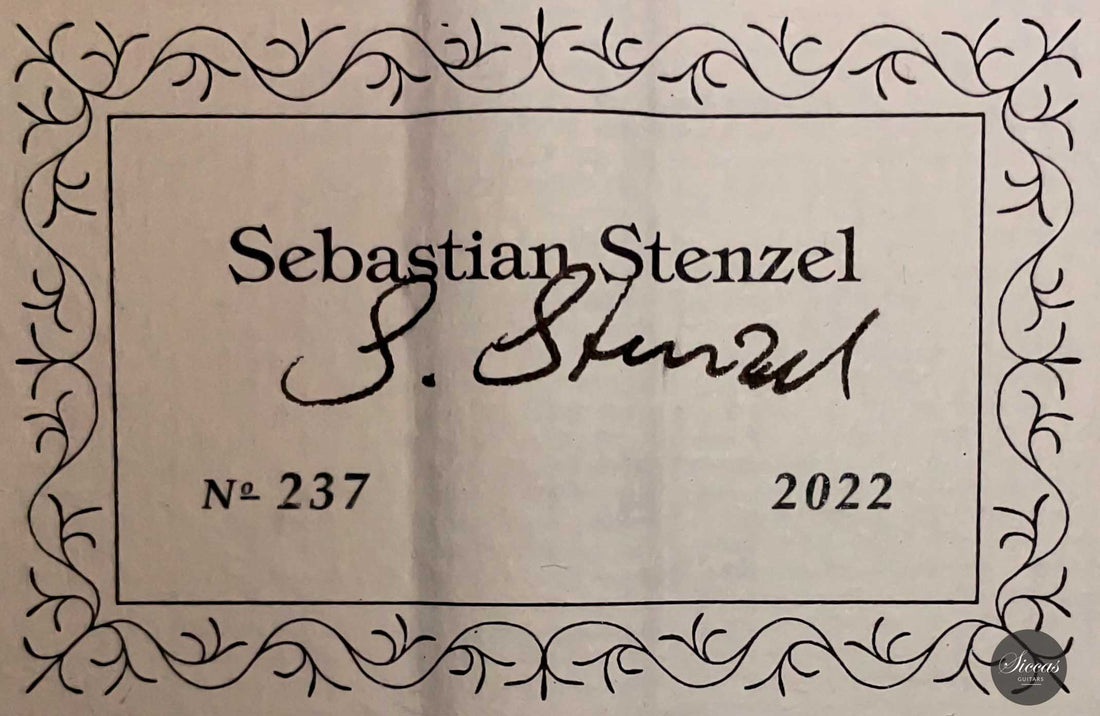 Sebastian Stenzel
S. Stenzel
Nº 237 2022
Siccas
GUITARS